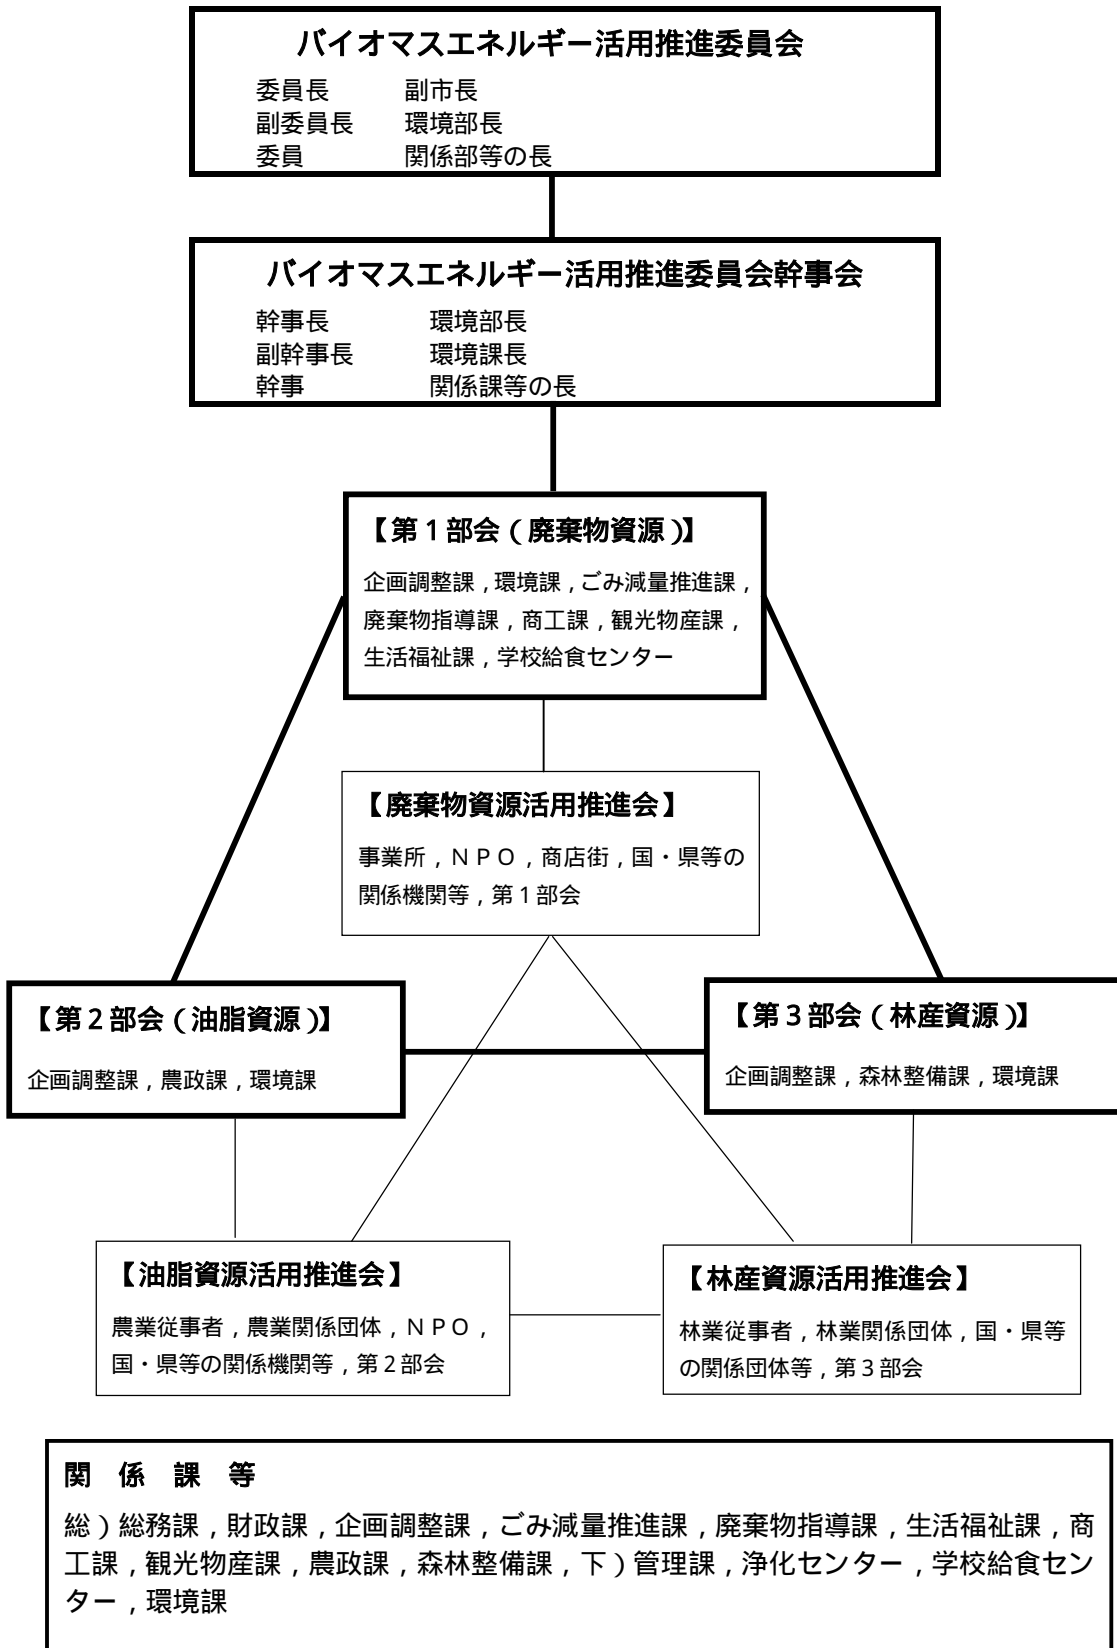 バイオマスエネルギー活用推進委員会
委員長　副市長
副委員長　環境部長
委員　関係部等の長
バイオマスエネルギー活用推進委員会幹事会
幹事長　環境部長
副幹事長　環境課長
幹事　関係課等の長
【第１部会（廃棄物資源）】
企画調整課，環境課，ごみ減量推進課，
廃棄物指導課，商工課，観光物産課，
生活福祉課，学校給食センター
【廃棄物資源活用推進会】
事業所，ＮＰＯ，商店街，国・県等の
関係機関等，第１部会
【第２部会（油脂資源）】
企画調整課，農政課，環境課
【第３部会（林産資源）】
企画調整課，森林整備課，環境課
【油脂資源活用推進会】
農業従事者，農業関係団体，ＮＰＯ，
国・県等の関係機関等，第２部会
【林産資源活用推進会】
林業従事者，林業関係団体，国・県等
の関係団体等，第３部会
関　係　課　等
総）総務課，財政課，企画調整課，ごみ減量推進課，廃棄物指導課，生活福祉課，商
工課，観光物産課，農政課，森林整備課，下）管理課，浄化センター，学校給食セン
ター，環境課